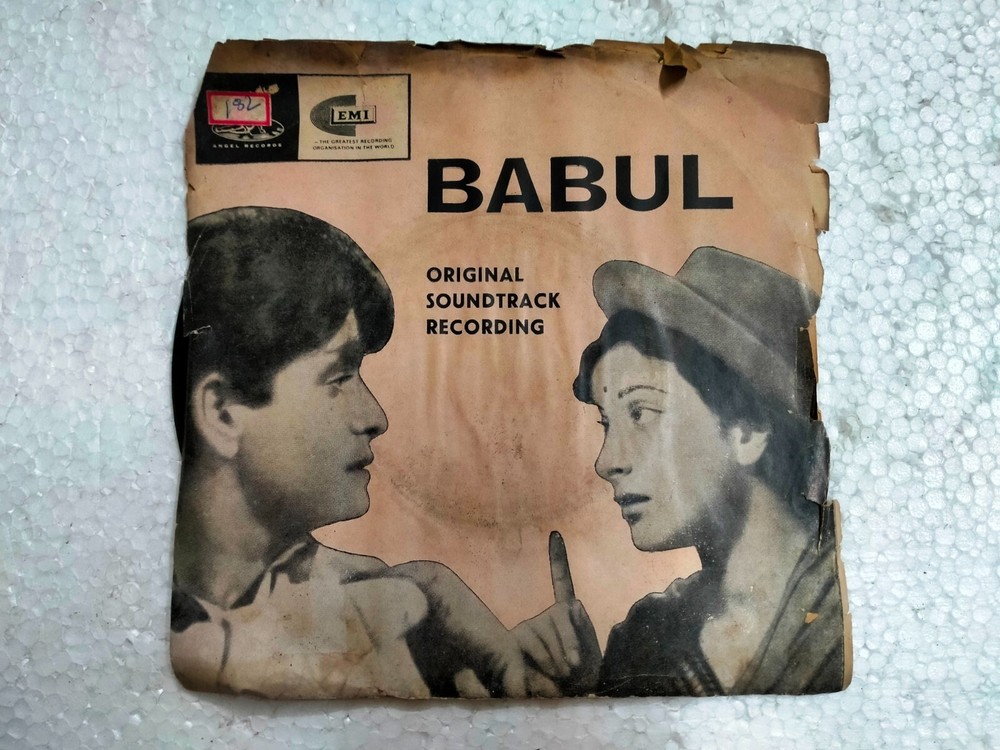 182
ANGEL RECORDS
EMI
— THE GREATEST RECORDING
ORGANISATION IN THE WORLD
BABUL
ORIGINAL
SOUNDTRACK
RECORDING